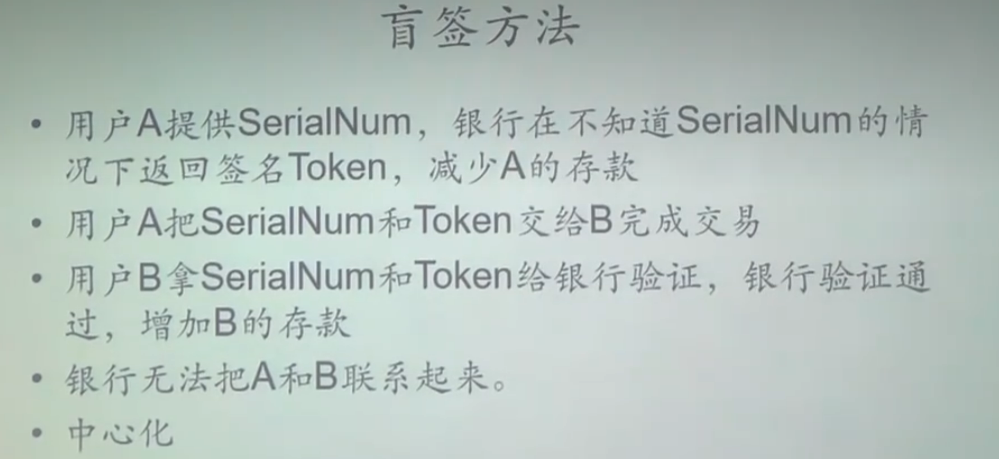 盲签方法
• 用户A提供SerialNum，银行在不知道SerialNum的情
况下返回签名Token，减少A的存款
• 用户A把SerialNum和Token交给B完成交易
• 用户B拿SerialNum和Token给银行验证，银行验证通
过，增加B的存款
• 银行无法把A和B联系起来。
• 中心化